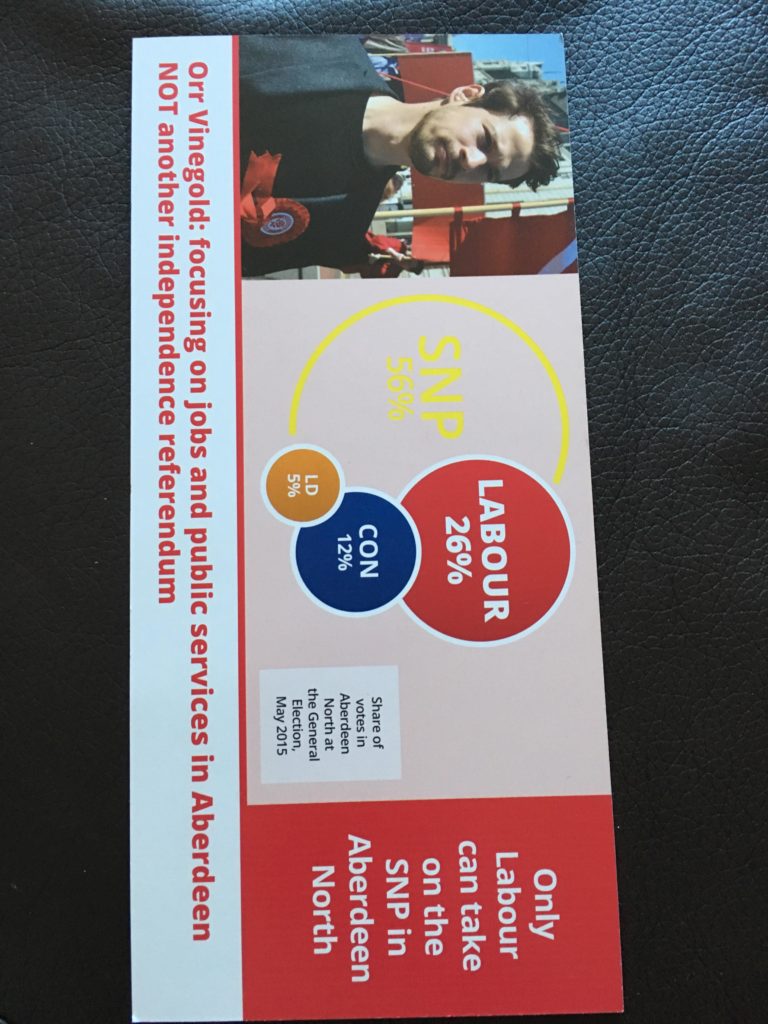 SNP
56%
LABOUR
26%
CON
12%
LD
5%
Share of
votes in
Aberdeen
North at
the General
Election,
May 2015
Only
Labour
can take
on the
SNP in
Aberdeen
North
Orr Vinegold: focusing on jobs and public services in Aberdeen
NOT another independence referendum